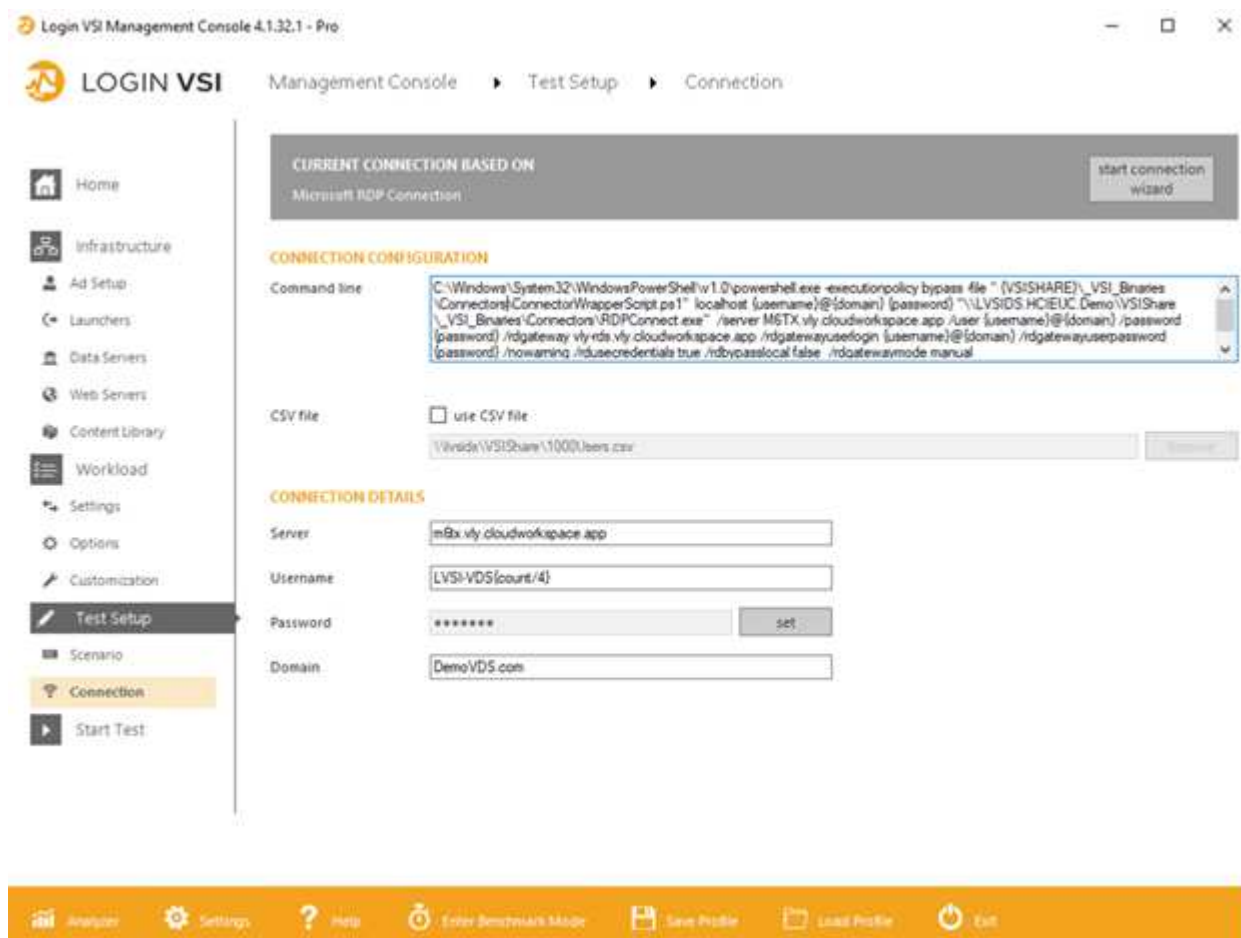 Login VSI Management Console 4.1.32.1 - Pro
LOGIN VSI
Management Console
Test Setup
Connection
Home
Infrastructure
Ad Setup
Launchers
Data Servers
Web Servers
Content Library
Workload
Settings
Options
Customization
Test Setup
Scenario
Connection
Start Test
CURRENT CONNECTION BASED ON
Microsoft RDP Connection
start connection
wizard
CONNECTION CONFIGURATION
Command line
C:\Windows\System32\WindowsPowerShell\v1.0\powershell.exe -executionpolicy bypass -file " {VSISHARE}\_VSI_Binaries
\Connectors\ConnectorWrapperScript.ps1" localhost {username}@{domain} {password} "\\LVSIDS.HCIEUC.Demo\VSIShare
\_VSI_Binaries\Connectors\RDPConnect.exe" /server M6TX.vly.cloudworkspace.app /user {username}@{domain} /password
{password} /rdgateway vly-rds.vly.cloudworkspace.app /rdgatewayuserlogin {username}@{domain} /rdgatewayuserpassword
{password} /nowarning /rdusecredentials true /rdbypasslocal false /rdgatewaymode manual
CSV file
use CSV file
\\lvsids\VSIShare\1000Users.csv
CONNECTION DETAILS
Server
.vly.cloudworkspace.app
Username
LVSI-VDS{count/4}
Password
*******
set
Domain
DemoVDS.com
Analyzer
Settings
Help
Enter Benchmark Mode
Save Profile
Load Profile
Exit